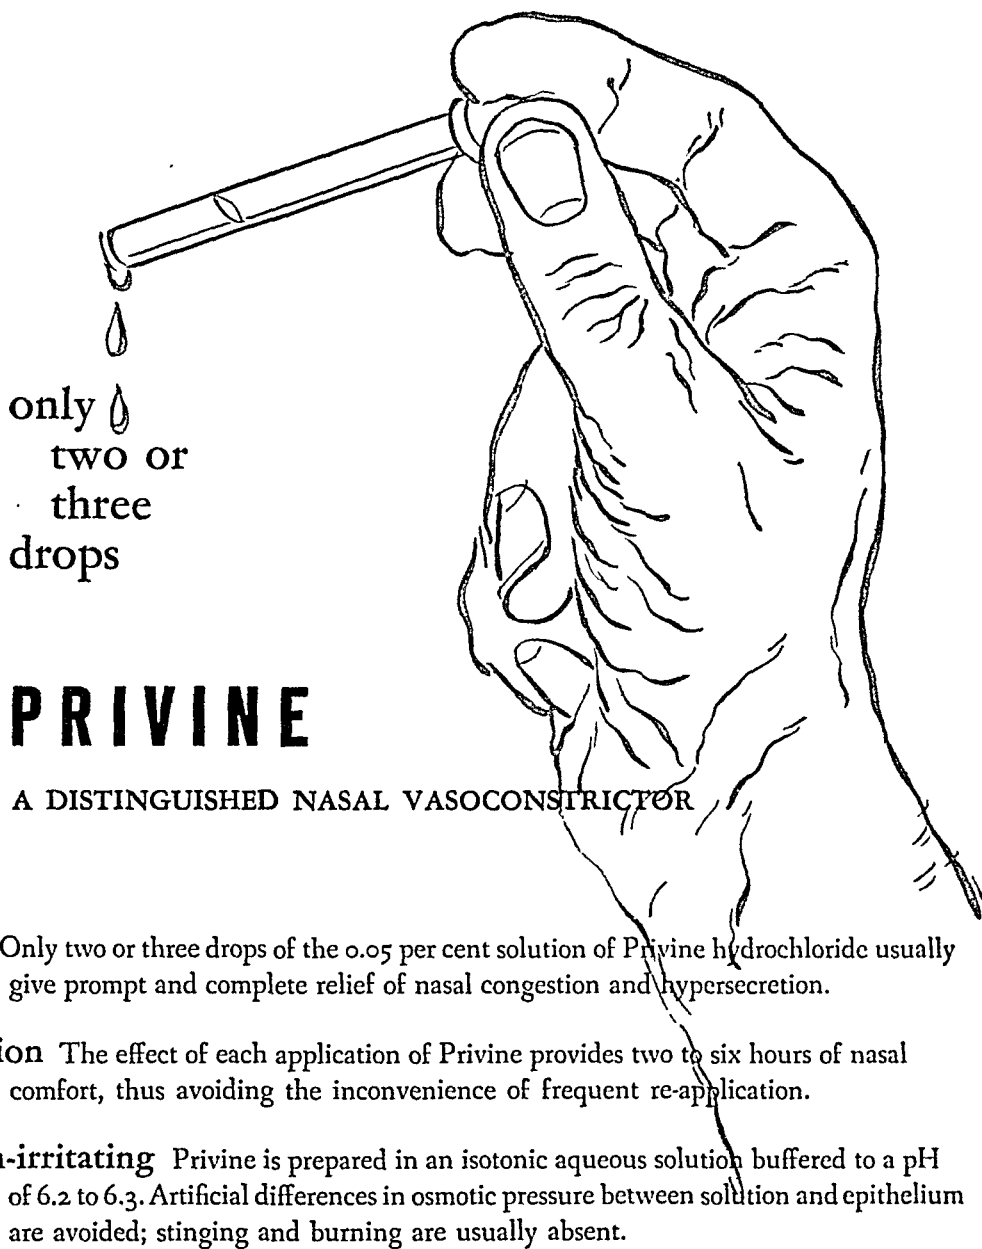 only
two or
three
drops
PRIVINE
A DISTINGUISHED NASAL VASOCONSTRICTOR
Only two or three drops of the 0.05 per cent solution of Privine hydrochloride usually
give prompt and complete relief of nasal congestion and hypersecretion.
ion The effect of each application of Privine provides two to six hours of nasal
comfort, thus avoiding the inconvenience of frequent re-application.
-irritating Privine is prepared in an isotonic aqueous solution buffered to a pH
of 6.2 to 6.3. Artificial differences in osmotic pressure between solution and epithelium
are avoided; stinging and burning are usually absent.